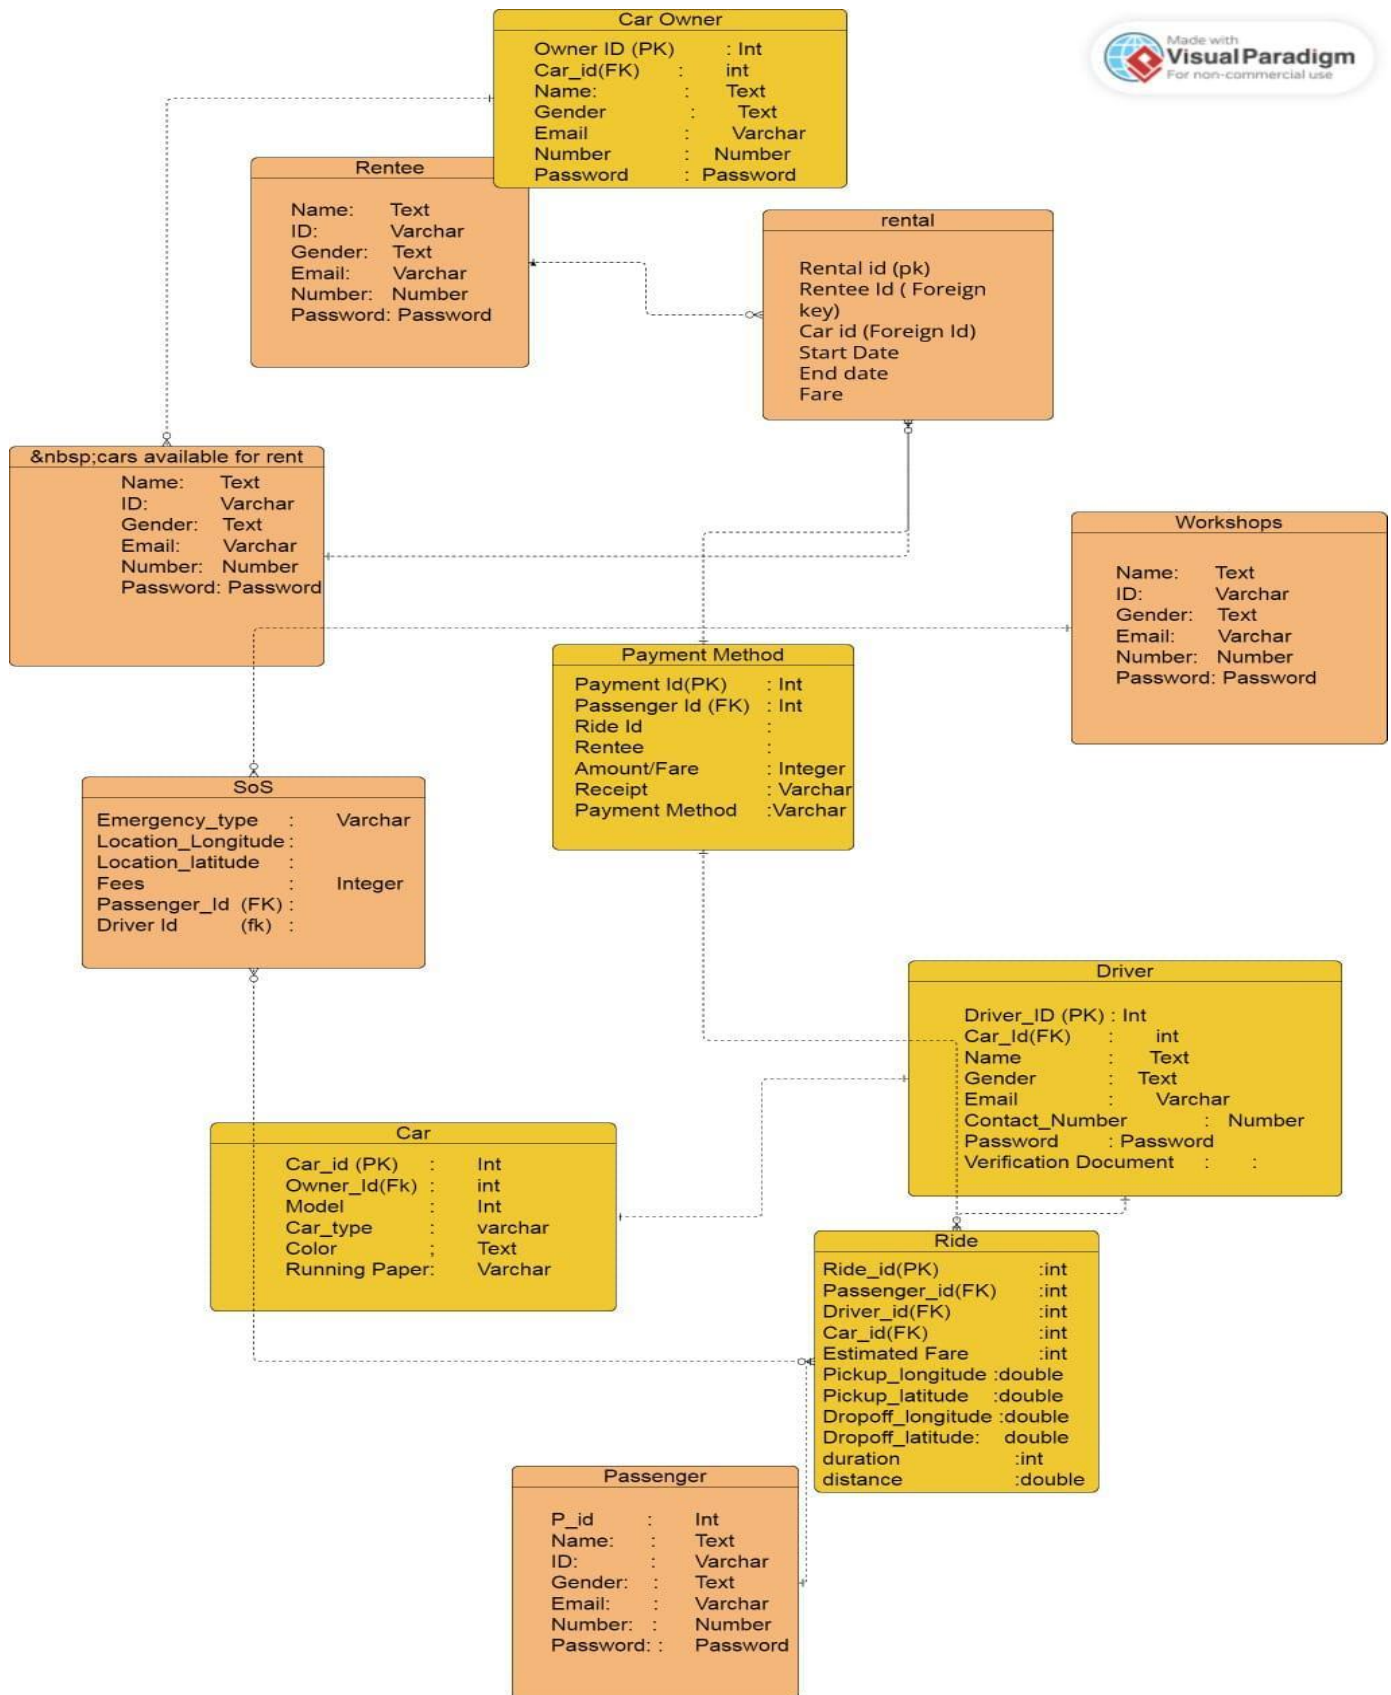 Car Owner
Owner ID (PK) : Int
Car_id(FK) : int
Name: : Text
Gender : Text
Email : Varchar
Number : Number
Password : Password
Made with
Visual Paradigm
For non-commercial use
Rentee
Name: Text
ID: Varchar
Gender: Text
Email: Varchar
Number: Number
Password: Password
rental
Rental id (pk)
Rentee Id ( Foreign
key)
Car id (Foreign Id)
Start Date
End date
Fare
&nbsp;cars available for rent
Name: Text
ID: Varchar
Gender: Text
Email: Varchar
Number: Number
Password: Password
Workshops
Name: Text
ID: Varchar
Gender: Text
Email: Varchar
Number: Number
Password: Password
Payment Method
Payment Id(PK) : Int
Passenger Id (FK) : Int
Ride Id :
Rentee :
Amount/Fare : Integer
Receipt : Varchar
Payment Method :Varchar
SoS
Emergency_type : Varchar
Location_Longitude :
Location_latitude :
Fees : Integer
Passenger_Id (FK) :
Driver Id (fk) :
Driver
Driver_ID (PK) : Int
Car_Id(FK) : int
Name : Text
Gender : Text
Email : Varchar
Contact_Number : Number
Password : Password
Verification Document : :
Car
Car_id (PK) : Int
Owner_Id(Fk) : int
Model : Int
Car_type : varchar
Color ; Text
Running Paper: Varchar
Ride
Ride_id(PK) :int
Passenger_id(FK) :int
Driver_id(FK) :int
Car_id(FK) :int
Estimated Fare :int
Pickup_longitude :double
Pickup_latitude :double
Dropoff_longitude :double
Dropoff_latitude: double
duration :int
distance :double
Passenger
P_id : Int
Name: : Text
ID: : Varchar
Gender: : Text
Email: : Varchar
Number: : Number
Password: : Password